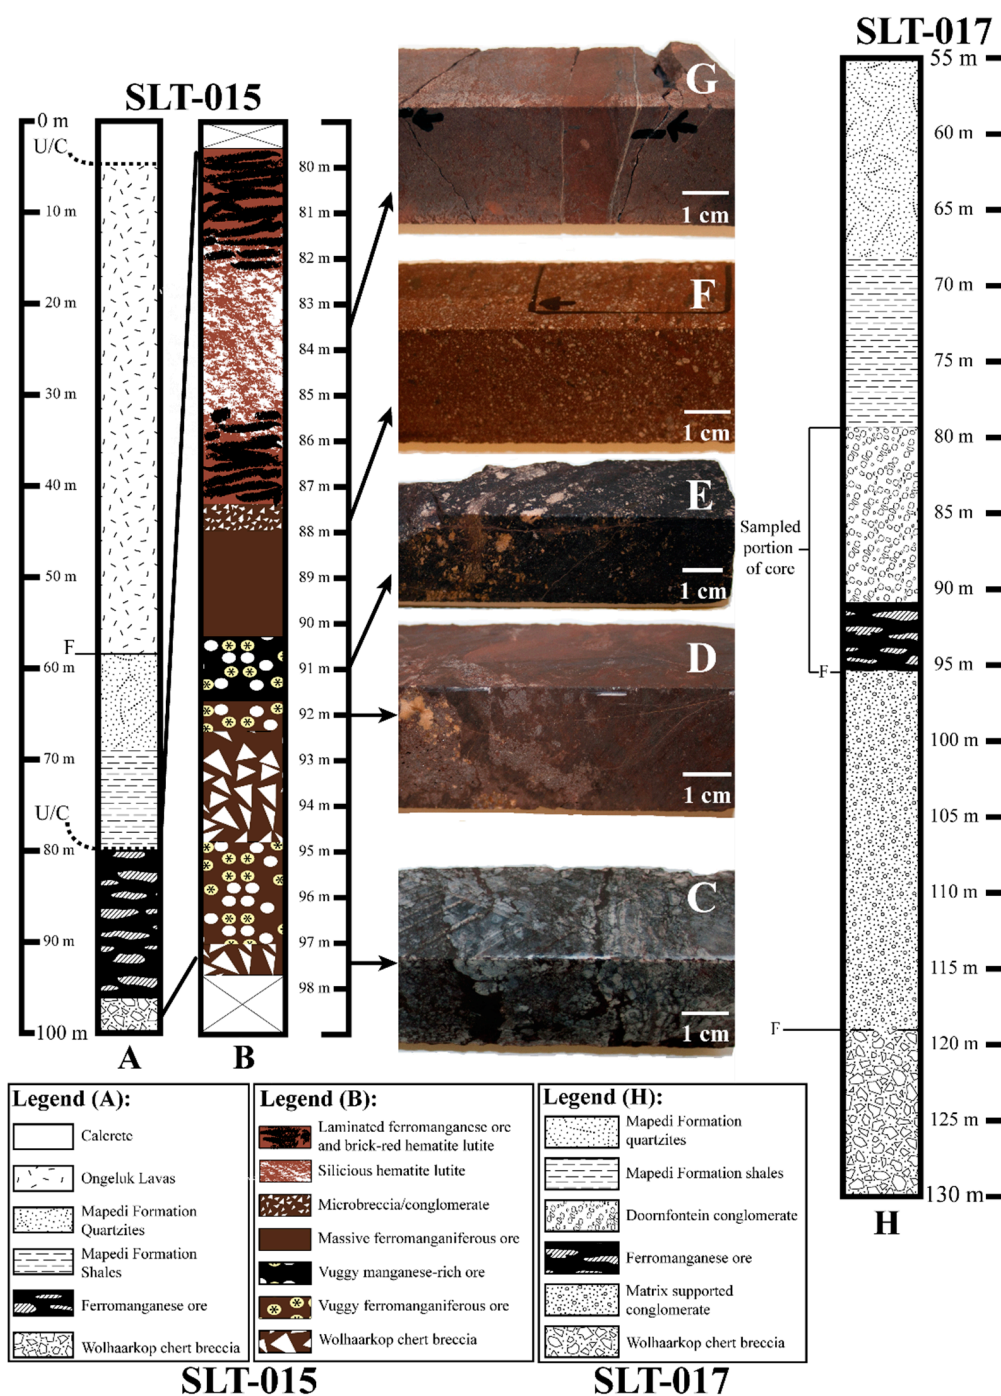 SLT-015
0 m
U/C
10 m
20 m
30 m
40 m
50 m
F
60 m
70 m
U/C
80 m
90 m
100 m
A
80 m
81 m
82 m
83 m
84 m
85 m
86 m
87 m
88 m
89 m
90 m
91 m
92 m
93 m
94 m
95 m
96 m
97 m
98 m
B
G
1 cm
F
1 cm
E
1 cm
D
1 cm
C
1 cm
SLT-017
55 m
60 m
65 m
70 m
75 m
80 m
85 m
90 m
95 m
100 m
105 m
110 m
115 m
120 m
125 m
130 m
Sampled
portion
of core
F
F
H
Legend (A):
Calcrete
Ongeluk Lavas
Mapedi Formation
Quartzites
Mapedi Formation
Shales
Ferromanganese ore
Wolhaarkop chert breccia
Legend (B):
Laminated ferromanganese ore
and brick-red hematite lutite
Silicious hematite lutite
Microbreccia/conglomerate
Massive ferromanganiferous ore
Vuggy manganese-rich ore
Vuggy ferromanganiferous ore
Wolhaarkop chert breccia
Legend (H):
Mapedi Formation
quartzites
Mapedi Formation shales
Doornfontein conglomerate
Ferromanganese ore
Matrix supported
conglomerate
Wolhaarkop chert breccia
SLT-015
SLT-017